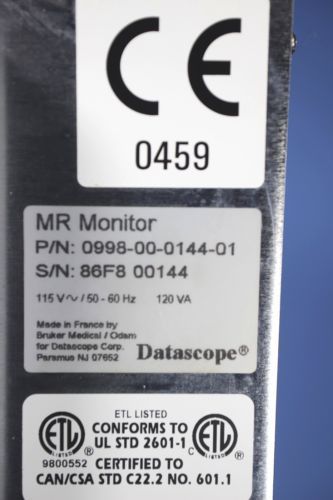 CE
0459
MR Monitor
P/N: 0998-00-0144-01
S/N: 86F8 00144
115 V∿ / 50 - 60 Hz 120 VA
Made in France by
Bruker Medical / Odam
for Datascope Corp.
Paramus NJ 07652
Datascope®
ETL LISTED
CONFORMS TO
UL STD 2601-1
ETL
C ETL
9800552
CERTIFIED TO
CAN/CSA STD C22.2 NO. 601.1